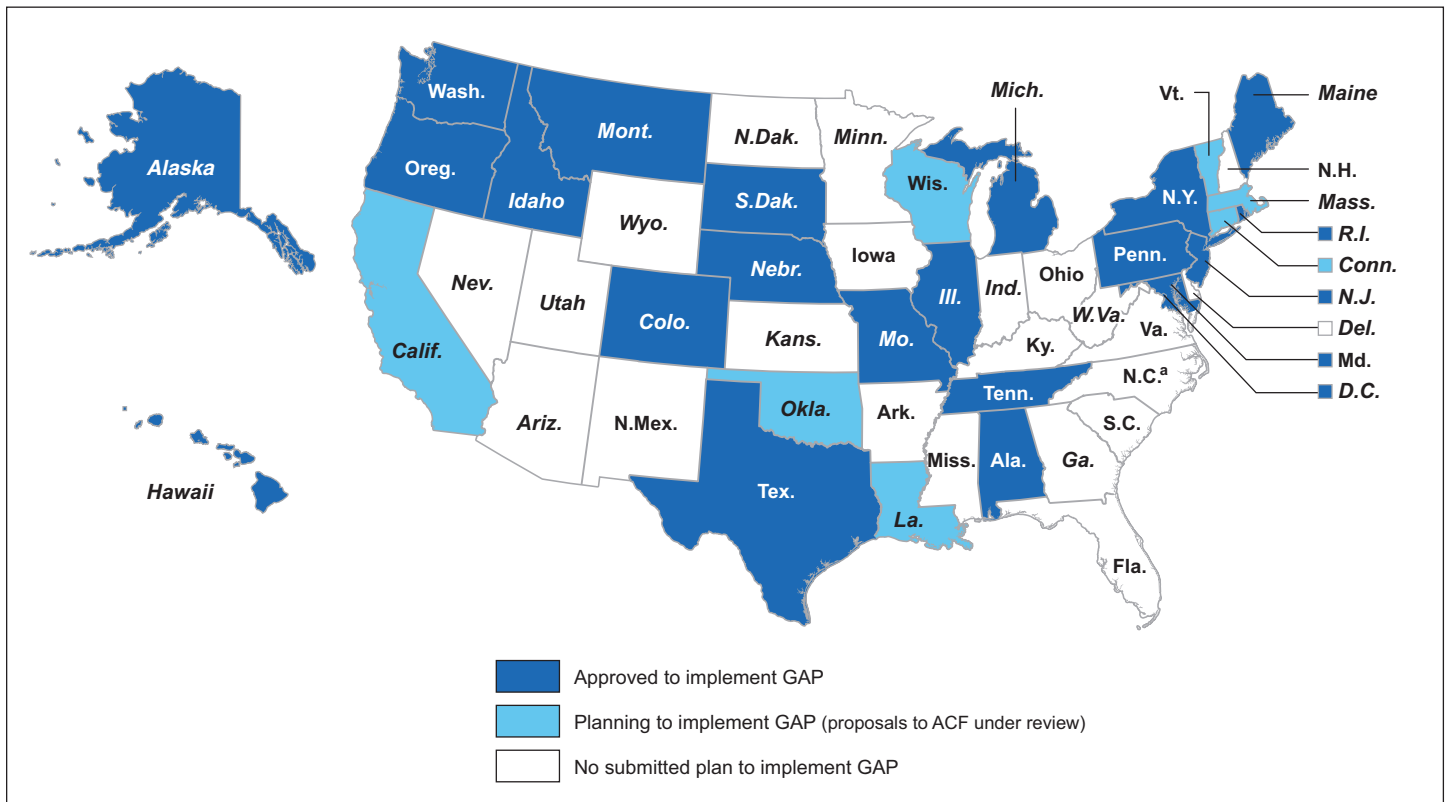 Mich.
Vt.
Maine
Wash.
Mont.
N.Dak.
Minn.
Alaska
Oreg.
Idaho
S.Dak.
Wis.
N.Y.
N.H.
Mass.
R.I.
Conn.
N.J.
Del.
Md.
D.C.
Wyo.
Iowa
Nebr.
Penn.
Nev.
Utah
Colo.
Kans.
Mo.
Ill.
Ind.
Ohio
W.Va.
Va.
Ky.
Calif.
N.C.a
Tenn.
Okla.
Ark.
Ariz.
N.Mex.
S.C.
Miss.
Ala.
Ga.
Hawaii
Tex.
La.
Fla.
Approved to implement GAP
Planning to implement GAP (proposals to ACF under review)
No submitted plan to implement GAP